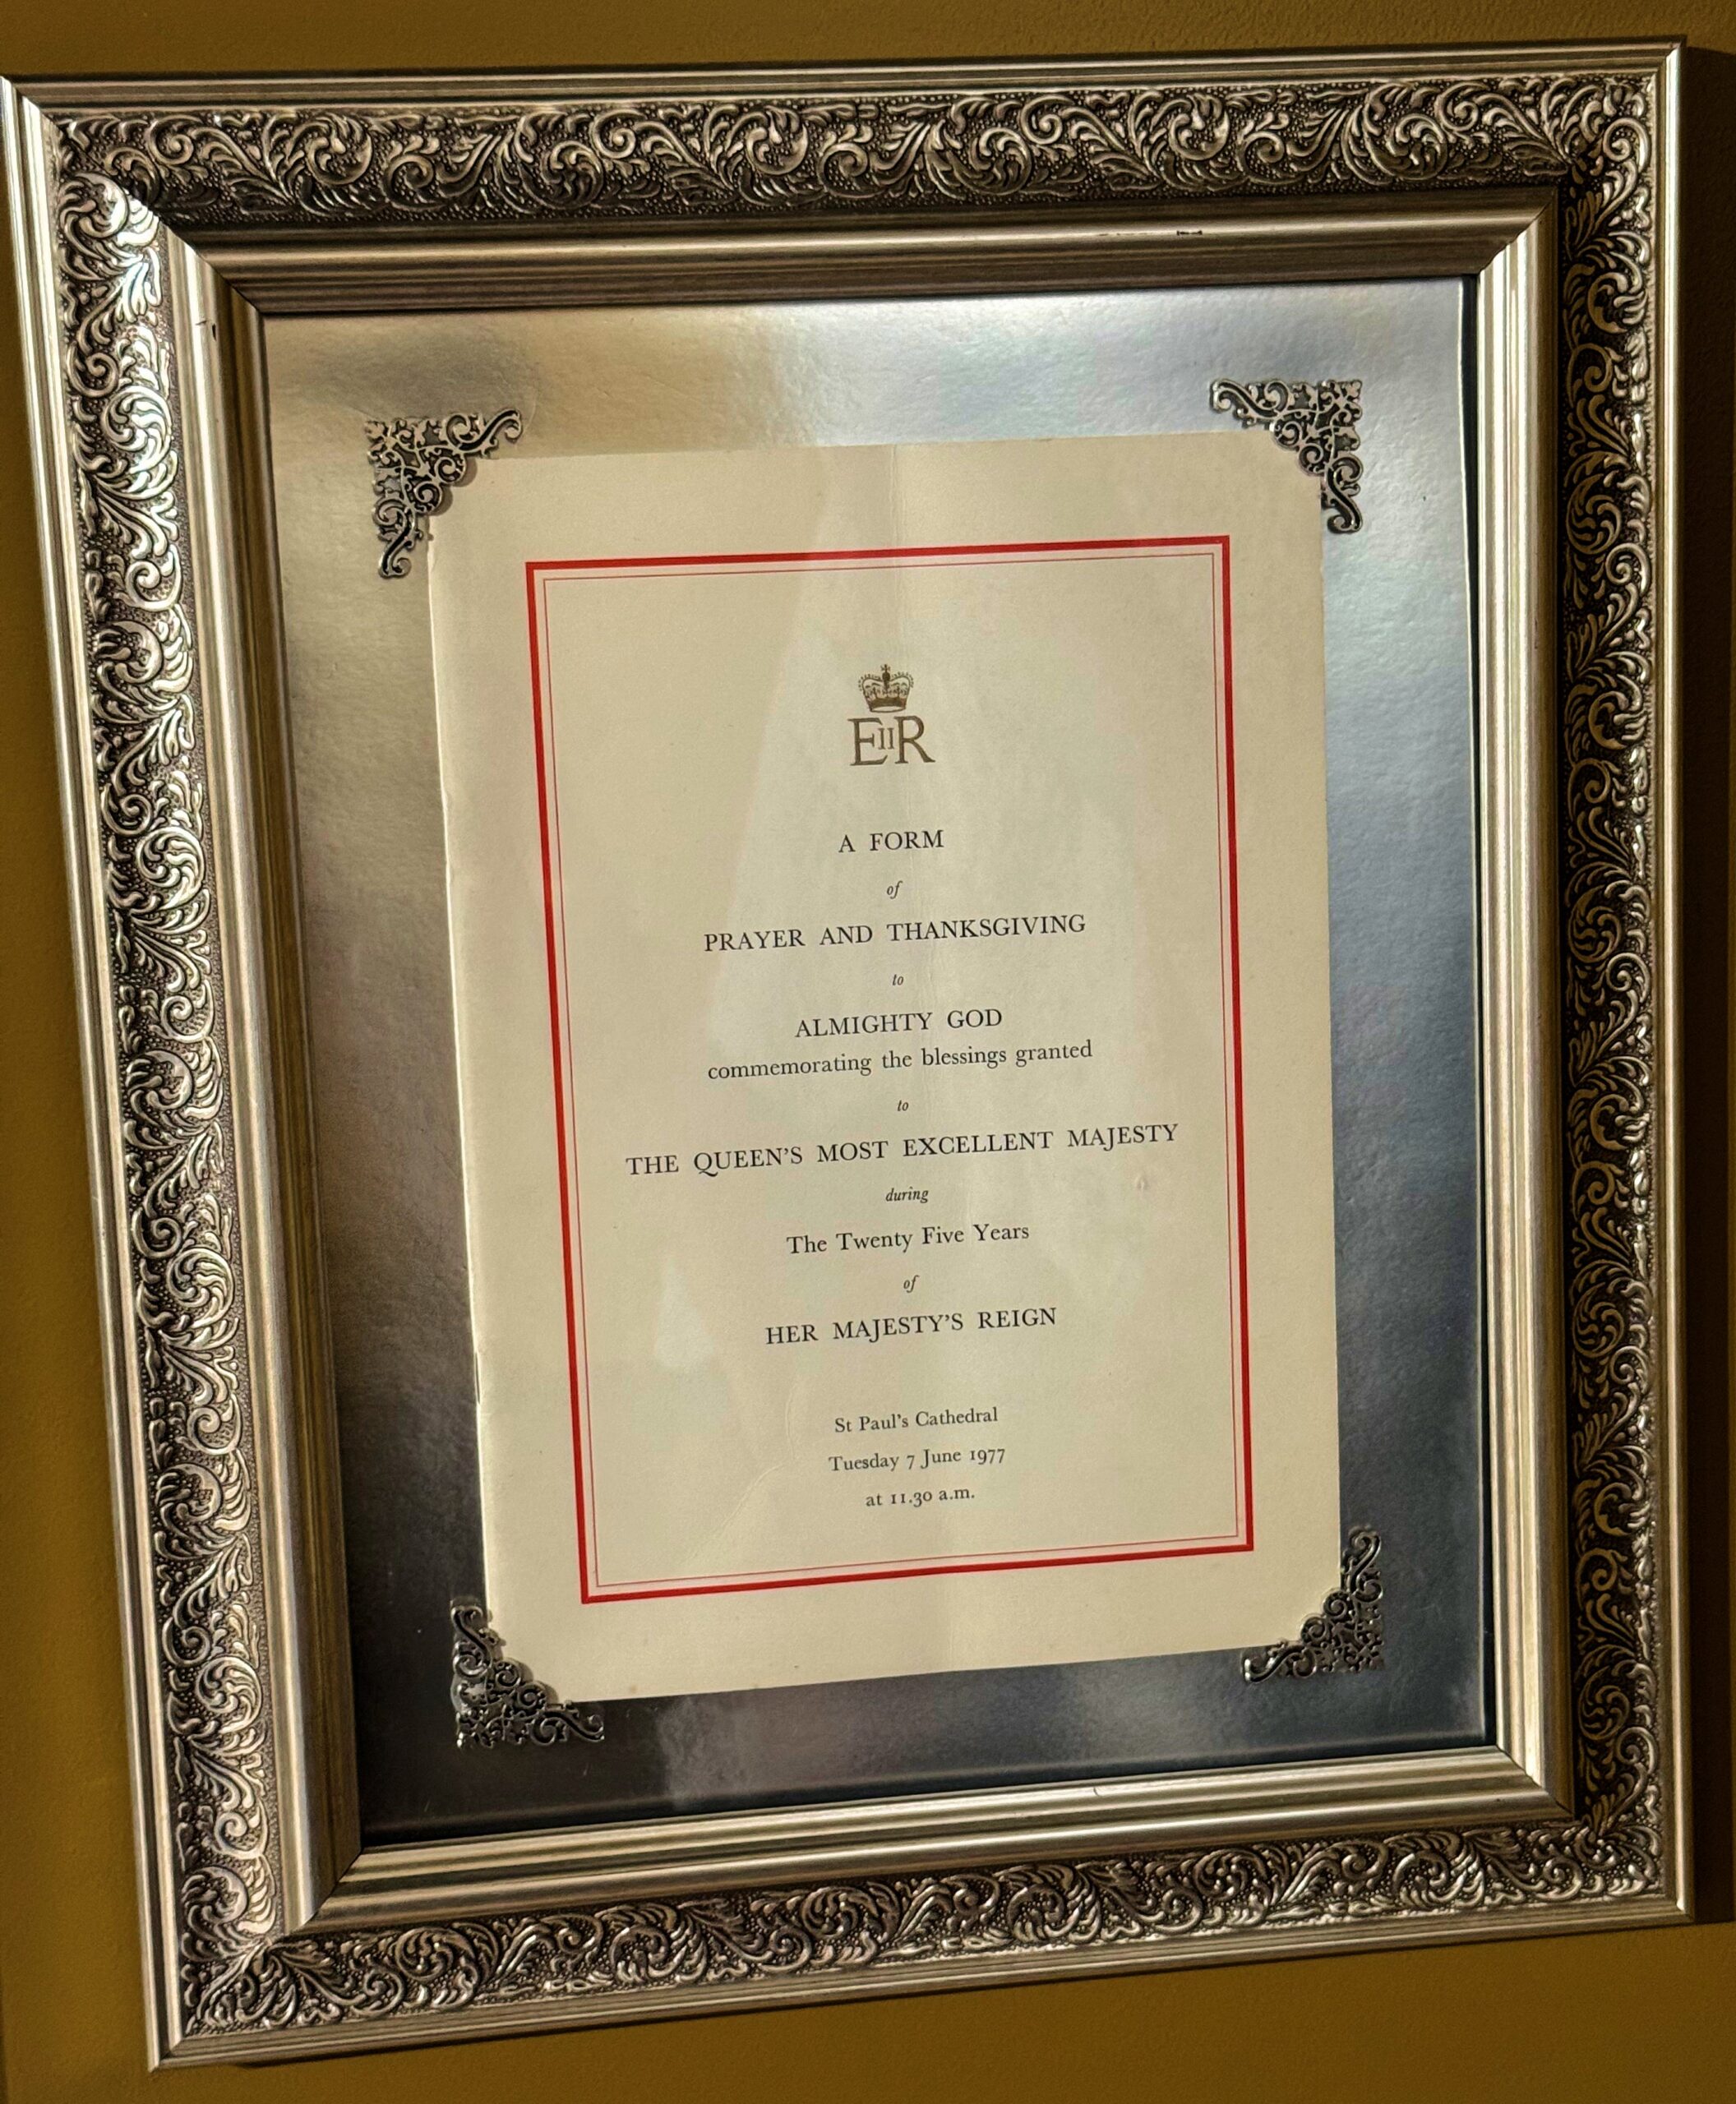 EIIR
A FORM
of
PRAYER AND THANKSGIVING
to
ALMIGHTY GOD
commemorating the blessings granted
to
THE QUEEN'S MOST EXCELLENT MAJESTY
during
The Twenty Five Years
of
HER MAJESTY'S REIGN
St Paul's Cathedral
Tuesday 7 June 1977
at 11.30 a.m.